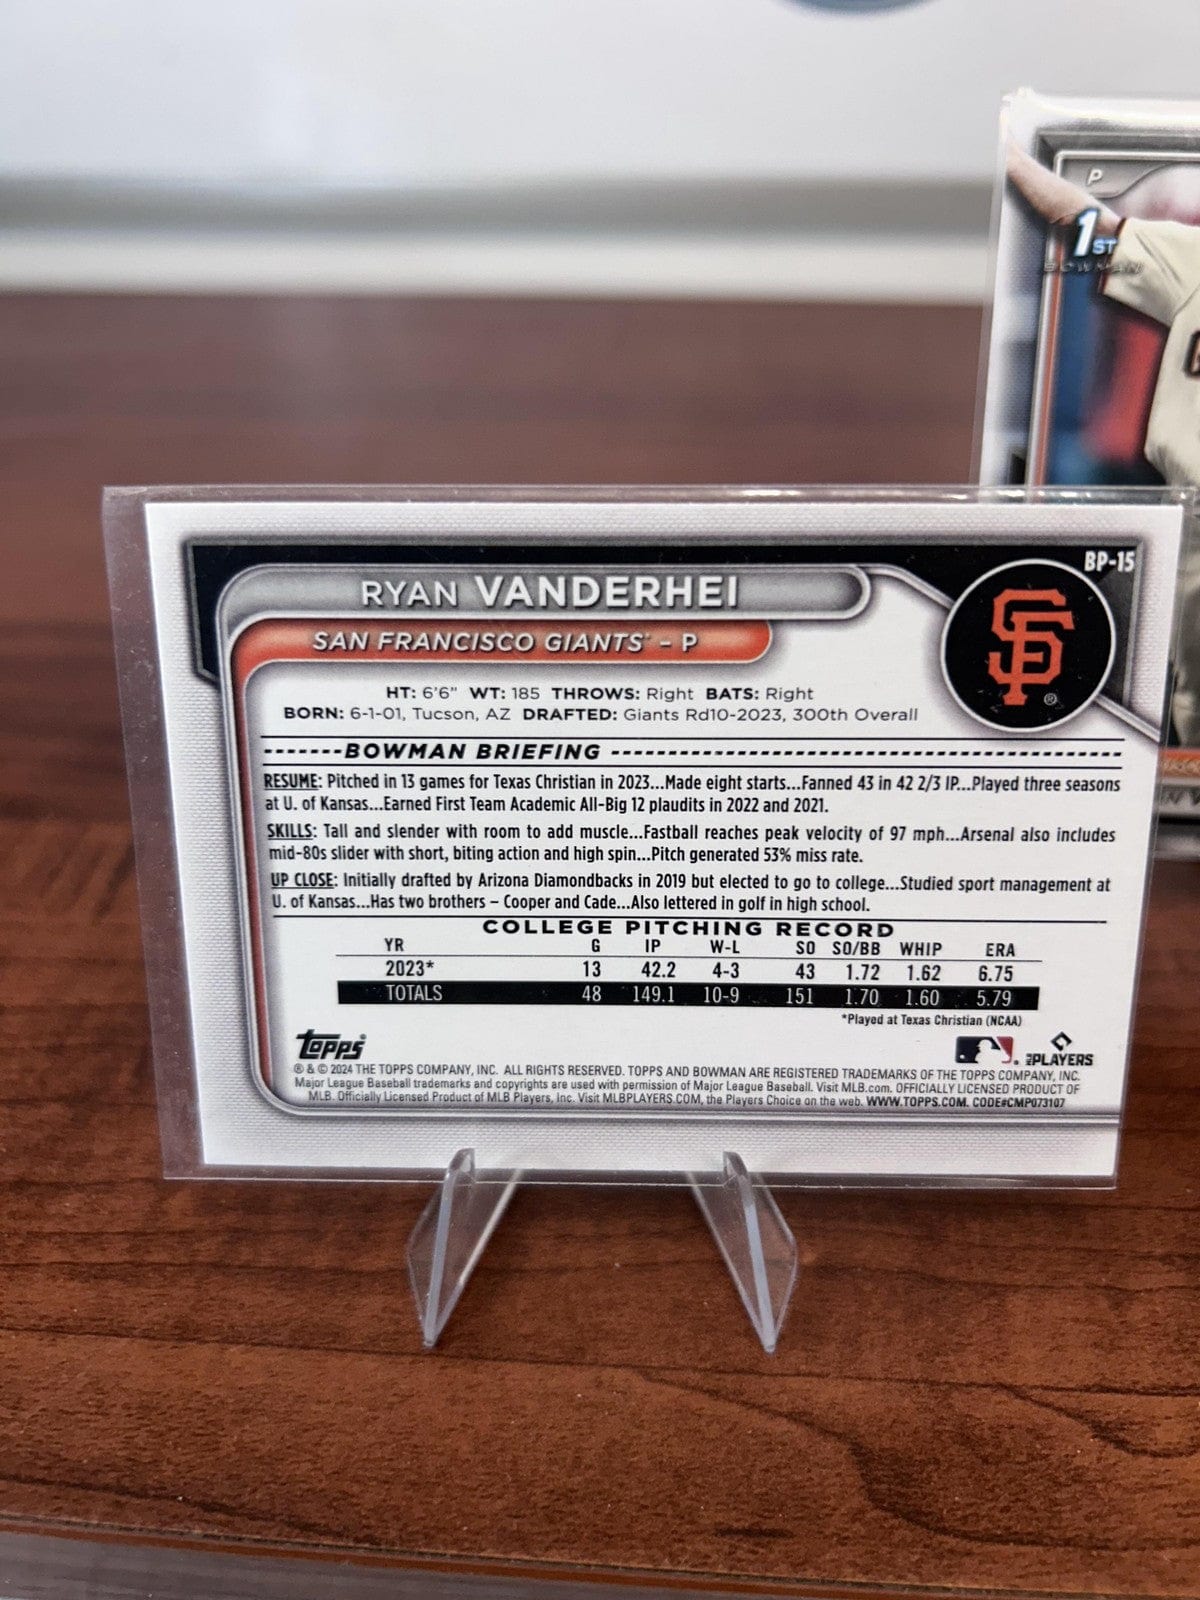 P
1ST
BOWMAN
BP-15
RYAN VANDERHEI
SAN FRANCISCO GIANTS - P
SF ®
HT: 6'6" WT: 185 THROWS: Right BATS: Right
BORN: 6-1-01, Tucson, AZ DRAFTED: Giants Rd10-2023, 300th Overall
BOWMAN BRIEFING
RESUME: Pitched in 13 games for Texas Christian in 2023...Made eight starts...Fanned 43 in 42 2/3 IP...Played three seasons
at U. of Kansas...Earned First Team Academic All-Big 12 plaudits in 2022 and 2021.
SKILLS: Tall and slender with room to add muscle...Fastball reaches peak velocity of 97 mph...Arsenal also includes
mid-80s slider with short, biting action and high spin...Pitch generated 53% miss rate.
UP CLOSE: Initially drafted by Arizona Diamondbacks in 2019 but elected to go to college...Studied sport management at
U. of Kansas...Has two brothers – Cooper and Cade...Also lettered in golf in high school.
COLLEGE PITCHING RECORD
YR G IP W-L SO SO/BB WHIP ERA
2023* 13 42.2 4-3 43 1.72 1.62 6.75
TOTALS 48 149.1 10-9 151 1.70 1.60 5.79
*Played at Texas Christian (NCAA)
Topps
MLB PLAYERS
® & © 2024 THE TOPPS COMPANY, INC. ALL RIGHTS RESERVED. TOPPS AND BOWMAN ARE REGISTERED TRADEMARKS OF THE TOPPS COMPANY, INC.
Major League Baseball trademarks and copyrights are used with permission of Major League Baseball. Visit MLB.com. OFFICIALLY LICENSED PRODUCT OF
MLB. Officially Licensed Product of MLB Players, Inc. Visit MLBPLAYERS.COM, the Players Choice on the web. WWW.TOPPS.COM. CODE#CMP073107